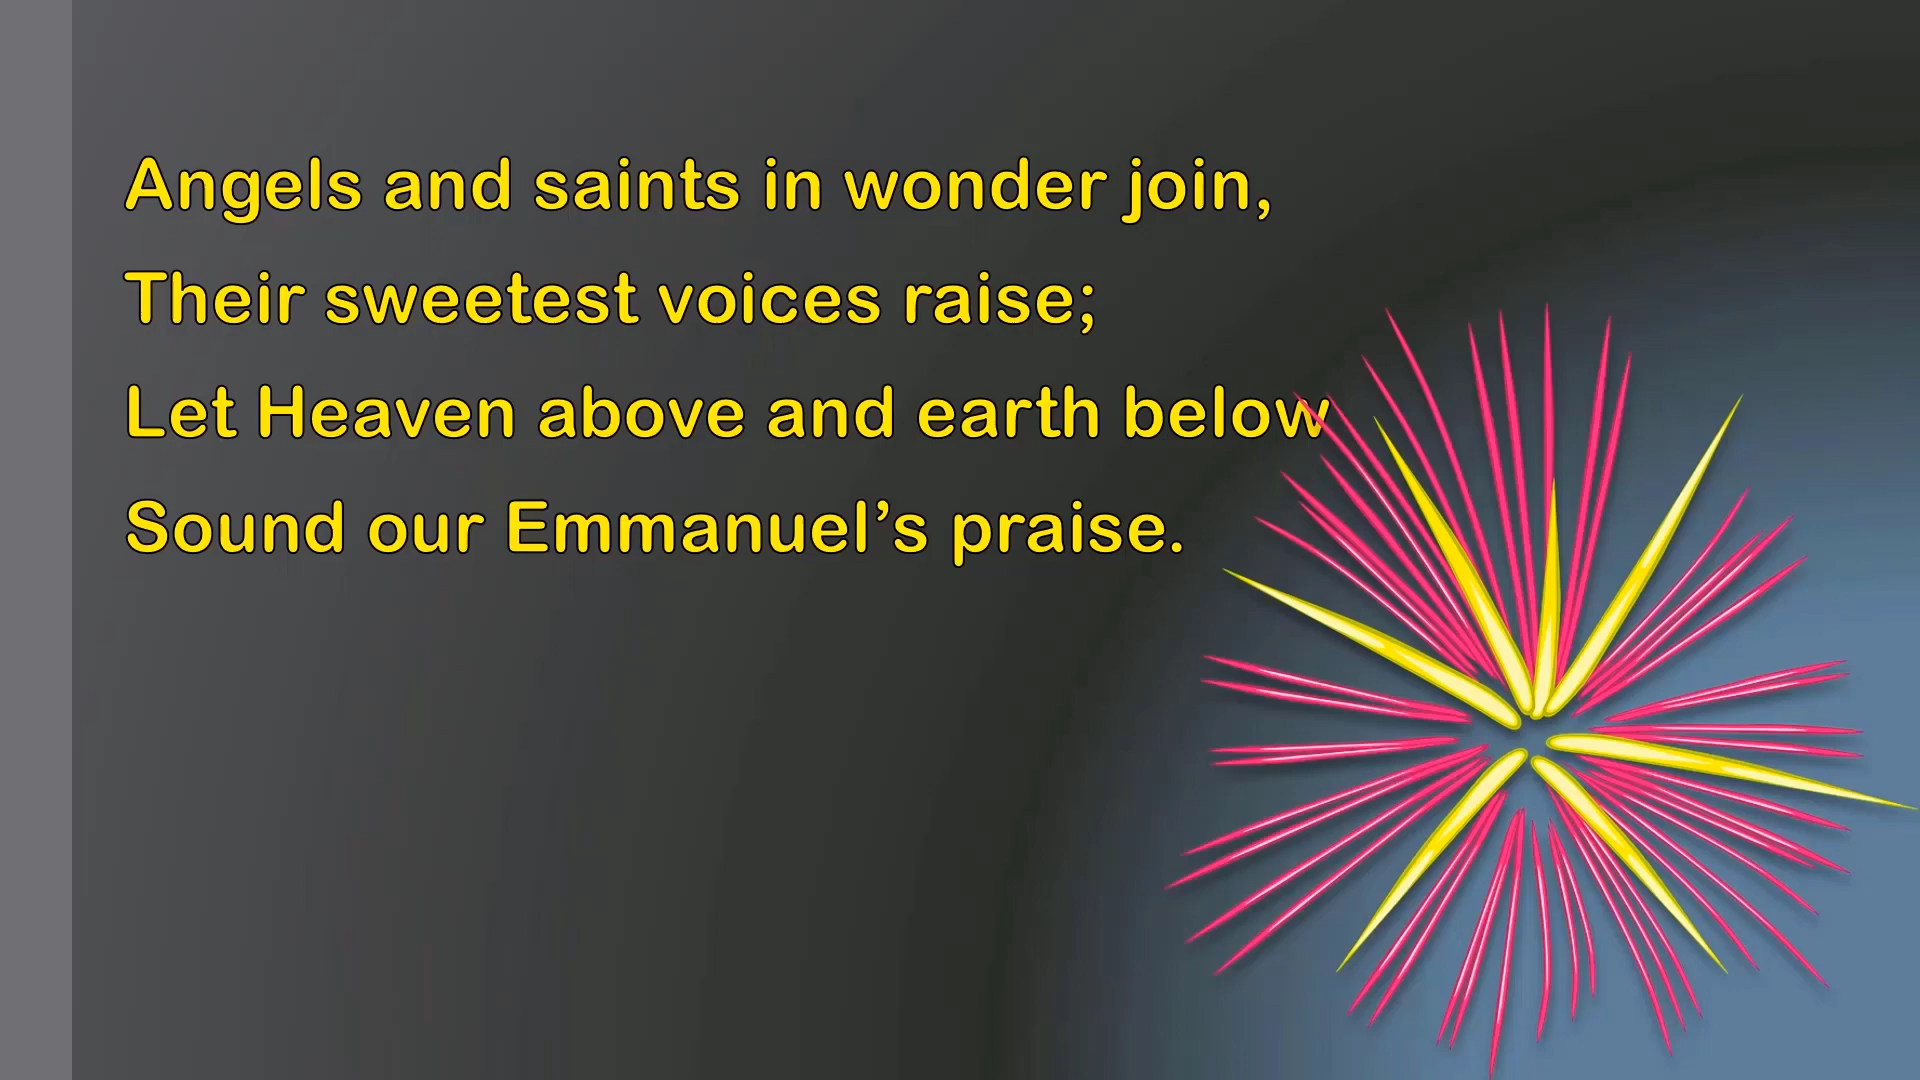 Angels and saints in wonder join,
Their sweetest voices raise;
Let Heaven above and earth below
Sound our Emmanuel’s praise.